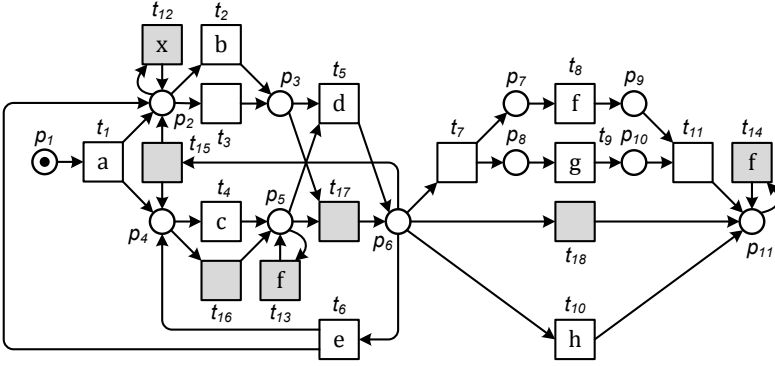 t12 t2
x b
p3 t5
p7 t8 p9
p1 t1 p2 t3 d f
a t15 t7 p8 t9 p10 t11 t14
t4 p5 t17 g f
p4 c p6
t18 p11
t16 f t13 t6 t10
e h